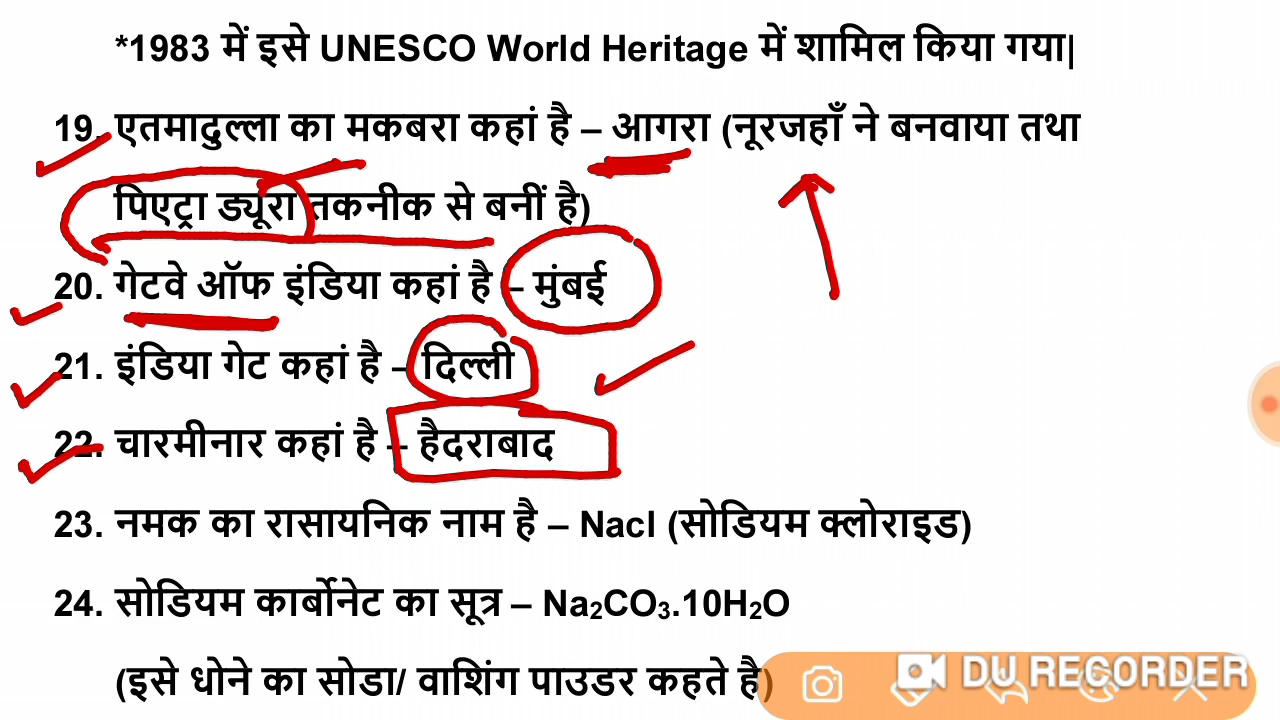 *1983 में इसे UNESCO World Heritage में शामिल किया गया|
19. एतमादुल्ला का मकबरा कहां है – आगरा (नूरजहाँ ने बनवाया तथा
पिएट्रा ड्यूरा तकनीक से बनीं है)
20. गेटवे ऑफ इंडिया कहां है – मुंबई
21. इंडिया गेट कहां है – दिल्ली
22. चारमीनार कहां है – हैदराबाद
23. नमक का रासायनिक नाम है – Nacl (सोडियम क्लोराइड)
24. सोडियम कार्बोनेट का सूत्र – Na₂CO₃.10H₂O
(इसे धोने का सोडा/ वाशिंग पाउडर कहते है)
DU RECORDER